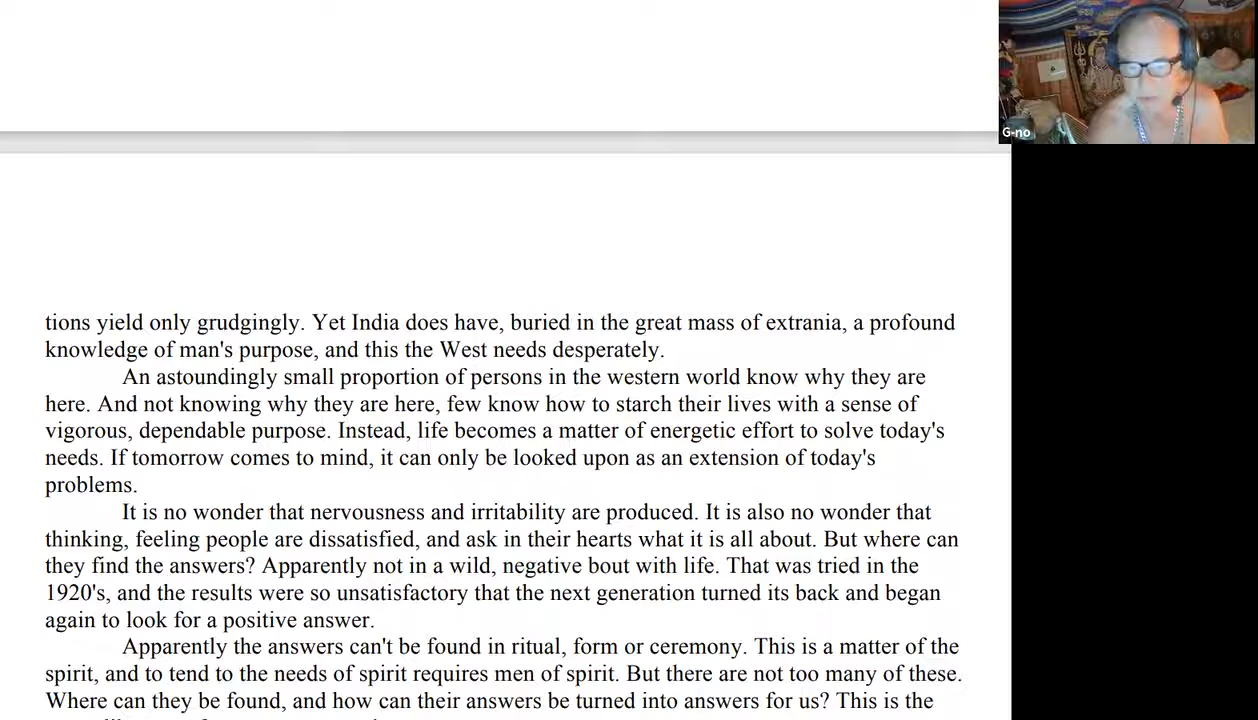 G-no
tions yield only grudgingly. Yet India does have, buried in the great mass of extrania, a profound
knowledge of man's purpose, and this the West needs desperately.
An astoundingly small proportion of persons in the western world know why they are
here. And not knowing why they are here, few know how to starch their lives with a sense of
vigorous, dependable purpose. Instead, life becomes a matter of energetic effort to solve today's
needs. If tomorrow comes to mind, it can only be looked upon as an extension of today's
problems.
It is no wonder that nervousness and irritability are produced. It is also no wonder that
thinking, feeling people are dissatisfied, and ask in their hearts what it is all about. But where can
they find the answers? Apparently not in a wild, negative bout with life. That was tried in the
1920's, and the results were so unsatisfactory that the next generation turned its back and began
again to look for a positive answer.
Apparently the answers can't be found in ritual, form or ceremony. This is a matter of the
spirit, and to tend to the needs of spirit requires men of spirit. But there are not too many of these.
Where can they be found, and how can their answers be turned into answers for us? This is the